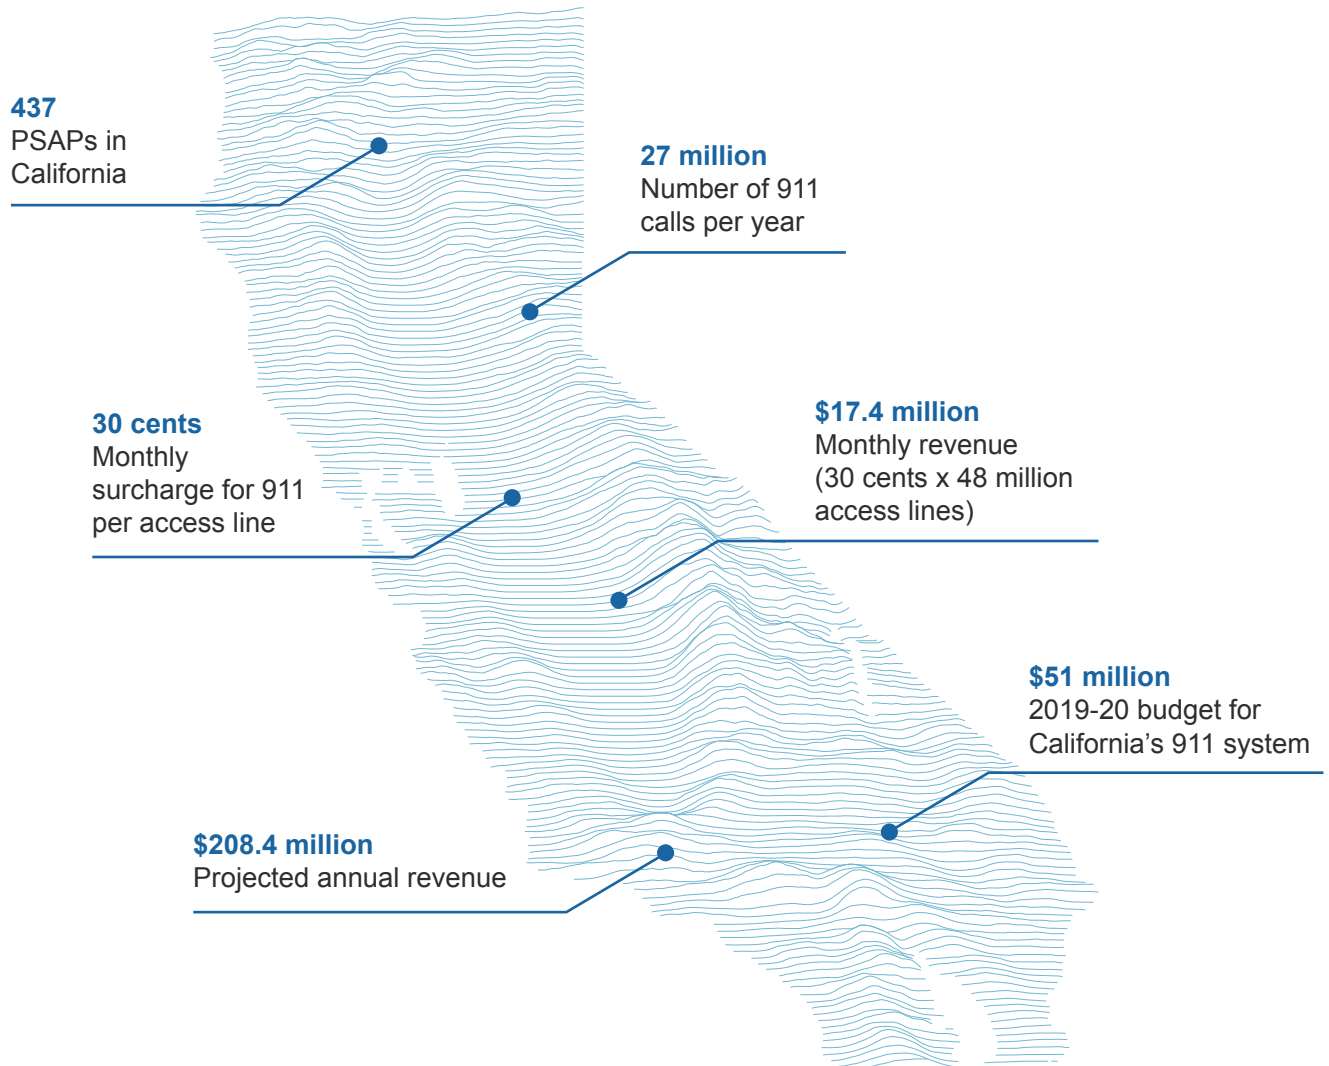 437
PSAPs in
California
27 million
Number of 911
calls per year
30 cents
Monthly
surcharge for 911
per access line
$17.4 million
Monthly revenue
(30 cents x 48 million
access lines)
$51 million
2019-20 budget for
California’s 911 system
$208.4 million
Projected annual revenue